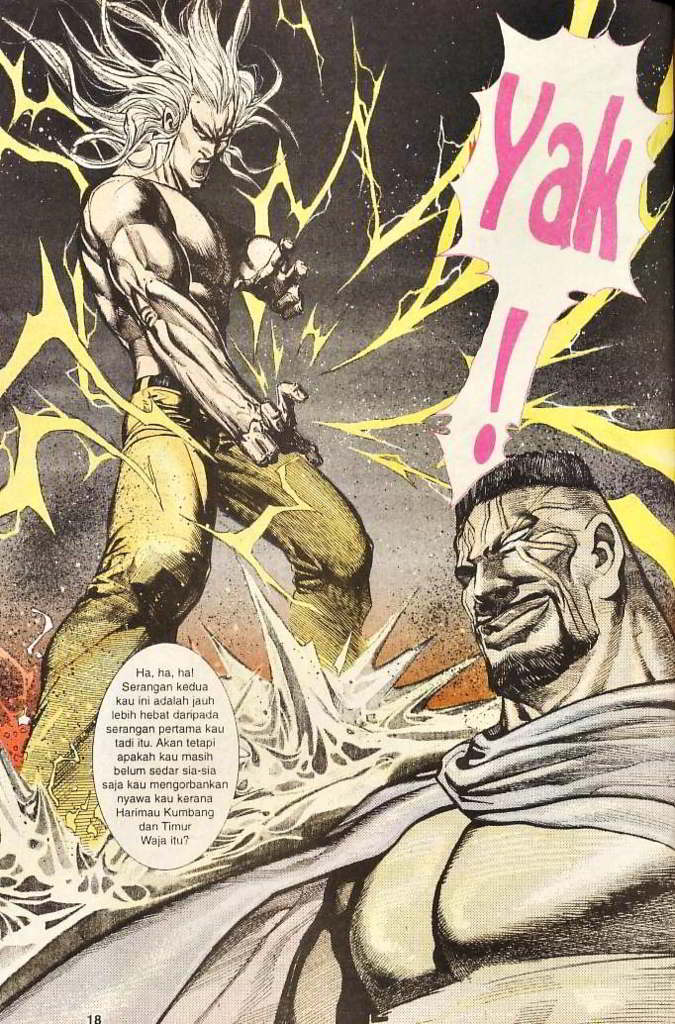 Yak
!
Ha, ha, ha!
Serangan kedua
kau ini adalah jauh
lebih hebat daripada
serangan pertama kau
tadi itu. Akan tetapi
apakah kau masih
belum sedar sia-sia
saja kau mengorbankan
nyawa kau kerana
Harimau Kumbang
dan Timur
Waja itu?
18